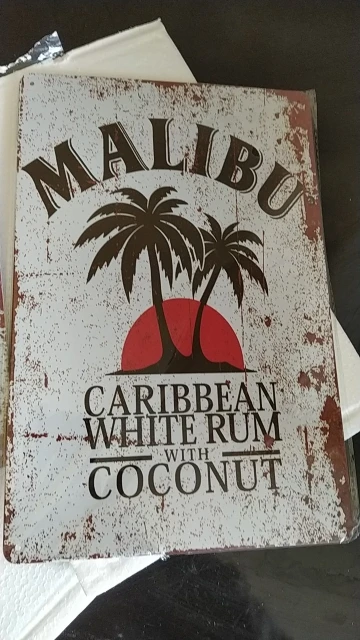 MALIBU
CARIBBEAN
WHITE RUM
WITH
COCONUT